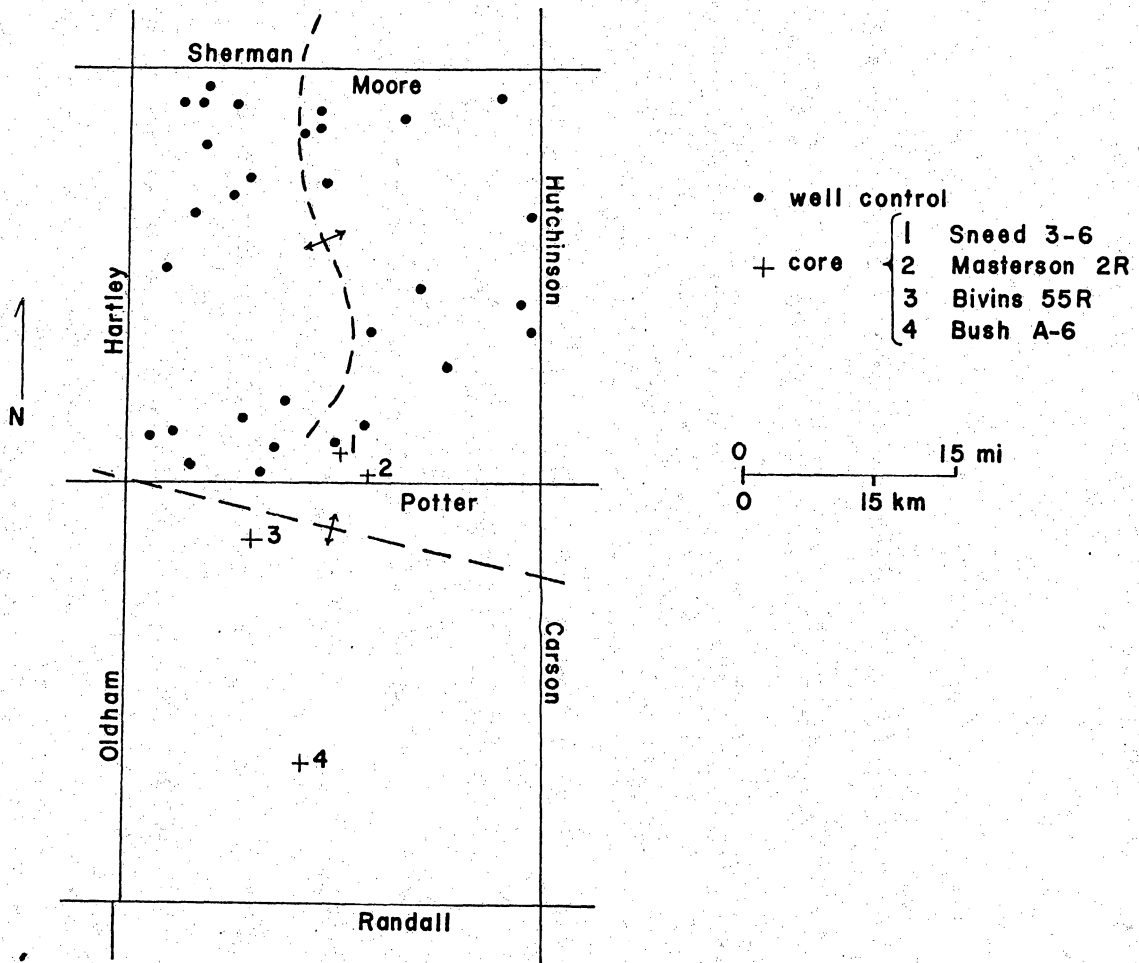 Sherman
Moore
Hartley
Hutchinson
N
1
2
Potter
3
Oldham
Carson
4
Randall
well control
core
1 Sneed 3-6
2 Masterson 2R
3 Bivins 55R
4 Bush A-6
0 15 mi
0 15 km